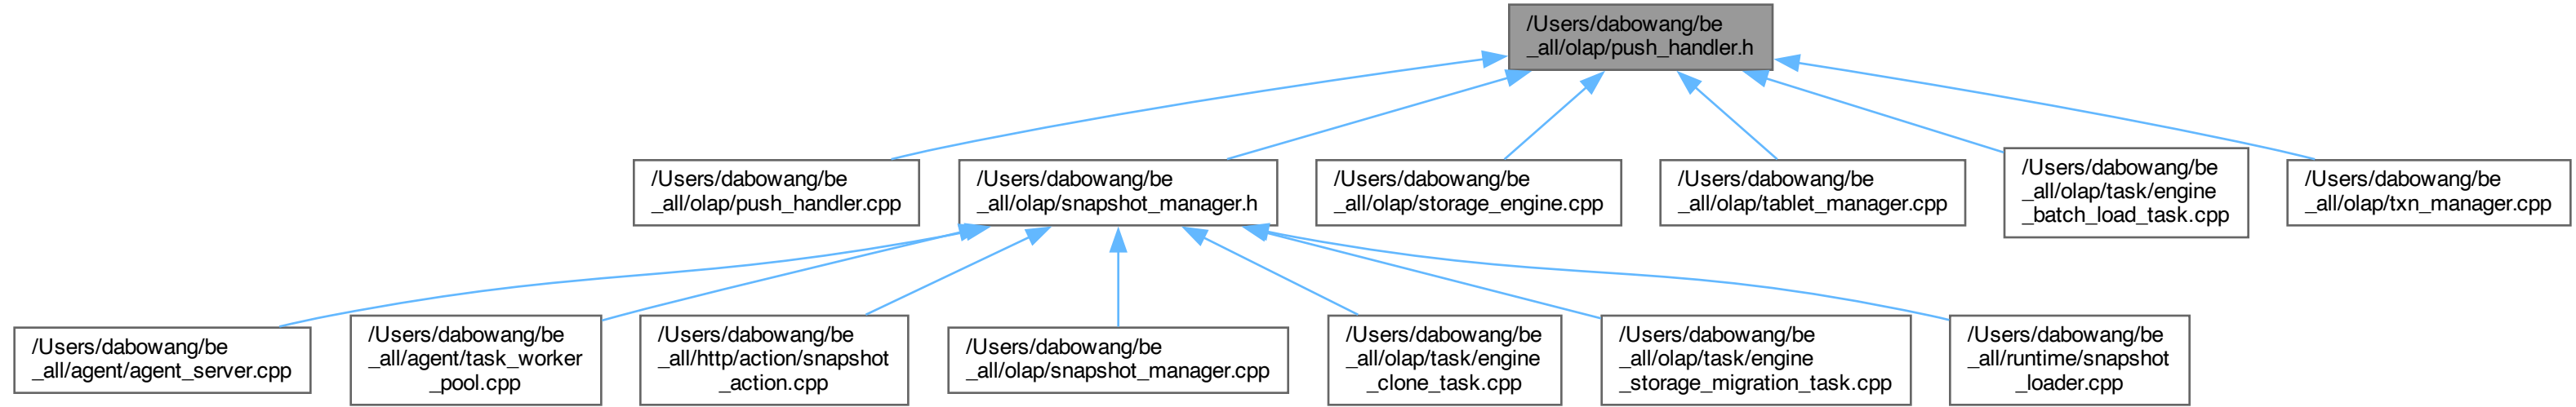 /Users/dabowang/be
_all/olap/push_handler.h
/Users/dabowang/be
_all/olap/push_handler.cpp
/Users/dabowang/be
_all/olap/snapshot_manager.h
/Users/dabowang/be
_all/olap/storage_engine.cpp
/Users/dabowang/be
_all/olap/tablet_manager.cpp
/Users/dabowang/be
_all/olap/task/engine
_batch_load_task.cpp
/Users/dabowang/be
_all/olap/txn_manager.cpp
/Users/dabowang/be
_all/agent/agent_server.cpp
/Users/dabowang/be
_all/agent/task_worker
_pool.cpp
/Users/dabowang/be
_all/http/action/snapshot
_action.cpp
/Users/dabowang/be
_all/olap/snapshot_manager.cpp
/Users/dabowang/be
_all/olap/task/engine
_clone_task.cpp
/Users/dabowang/be
_all/olap/task/engine
_storage_migration_task.cpp
/Users/dabowang/be
_all/runtime/snapshot
_loader.cpp